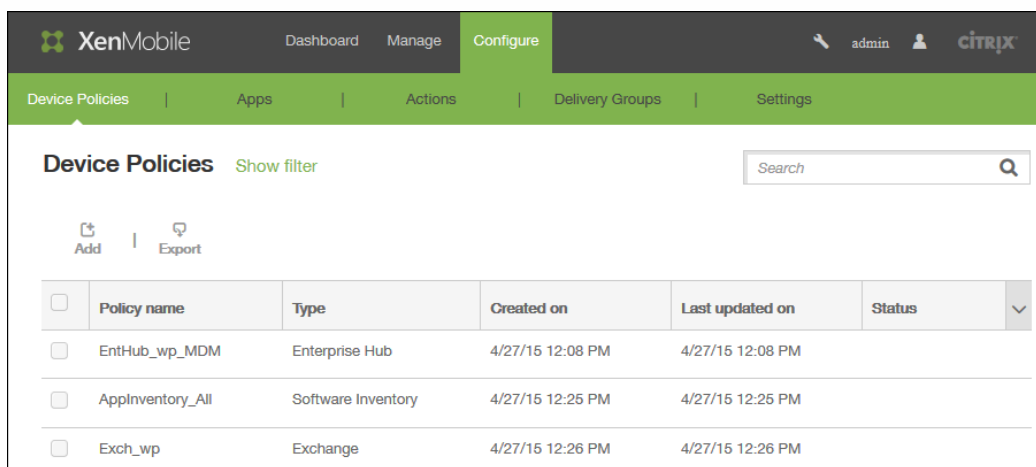 XenMobile Dashboard Manage Configure admin CİTRIX
Device Policies | Apps | Actions | Delivery Groups | Settings
Device Policies Show filter Search
Add | Export
Policy name Type Created on Last updated on Status
EntHub_wp_MDM Enterprise Hub 4/27/15 12:08 PM 4/27/15 12:08 PM
AppInventory_All Software Inventory 4/27/15 12:25 PM 4/27/15 12:25 PM
Exch_wp Exchange 4/27/15 12:26 PM 4/27/15 12:26 PM